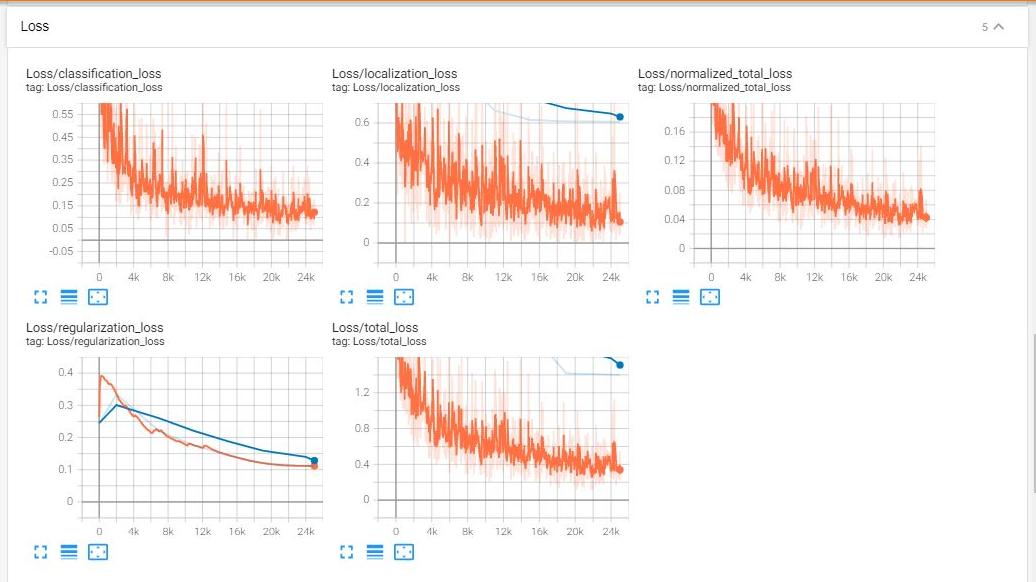 Loss
5
Loss/classification_loss
tag: Loss/classification_loss
0.55
0.45
0.35
0.25
0.15
0.05
-0.05
0 4k 8k 12k 16k 20k 24k
Loss/localization_loss
tag: Loss/localization_loss
0.6
0.4
0.2
0
0 4k 8k 12k 16k 20k 24k
Loss/normalized_total_loss
tag: Loss/normalized_total_loss
0.16
0.12
0.08
0.04
0
0 4k 8k 12k 16k 20k 24k
Loss/regularization_loss
tag: Loss/regularization_loss
0.4
0.3
0.2
0.1
0
0 4k 8k 12k 16k 20k 24k
Loss/total_loss
tag: Loss/total_loss
1.2
0.8
0.4
0
0 4k 8k 12k 16k 20k 24k